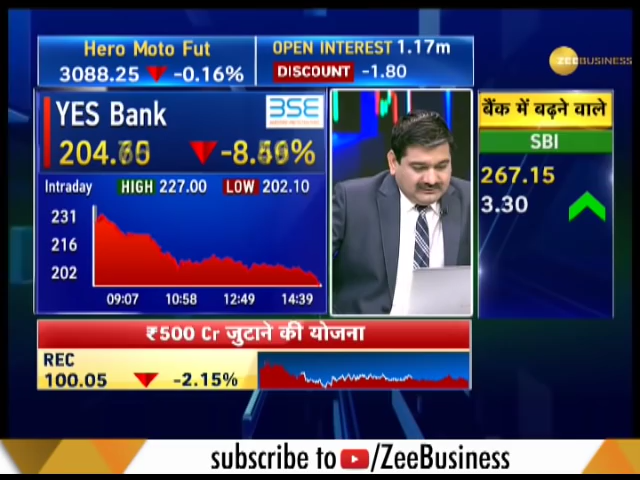 Hero Moto Fut
3088.25 -0.16%
OPEN INTEREST 1.17m
DISCOUNT -1.80
ZEEBUSINESS
YES Bank
BSE
Intraday HIGH 227.00 LOW 202.10
231
216
202
09:07 10:58 12:49 14:39
बैंक में बढ़ने वाले
SBI
267.15
3.30
₹500 Cr जुटाने की योजना
REC
100.05 -2.15%
subscribe to /ZeeBusiness